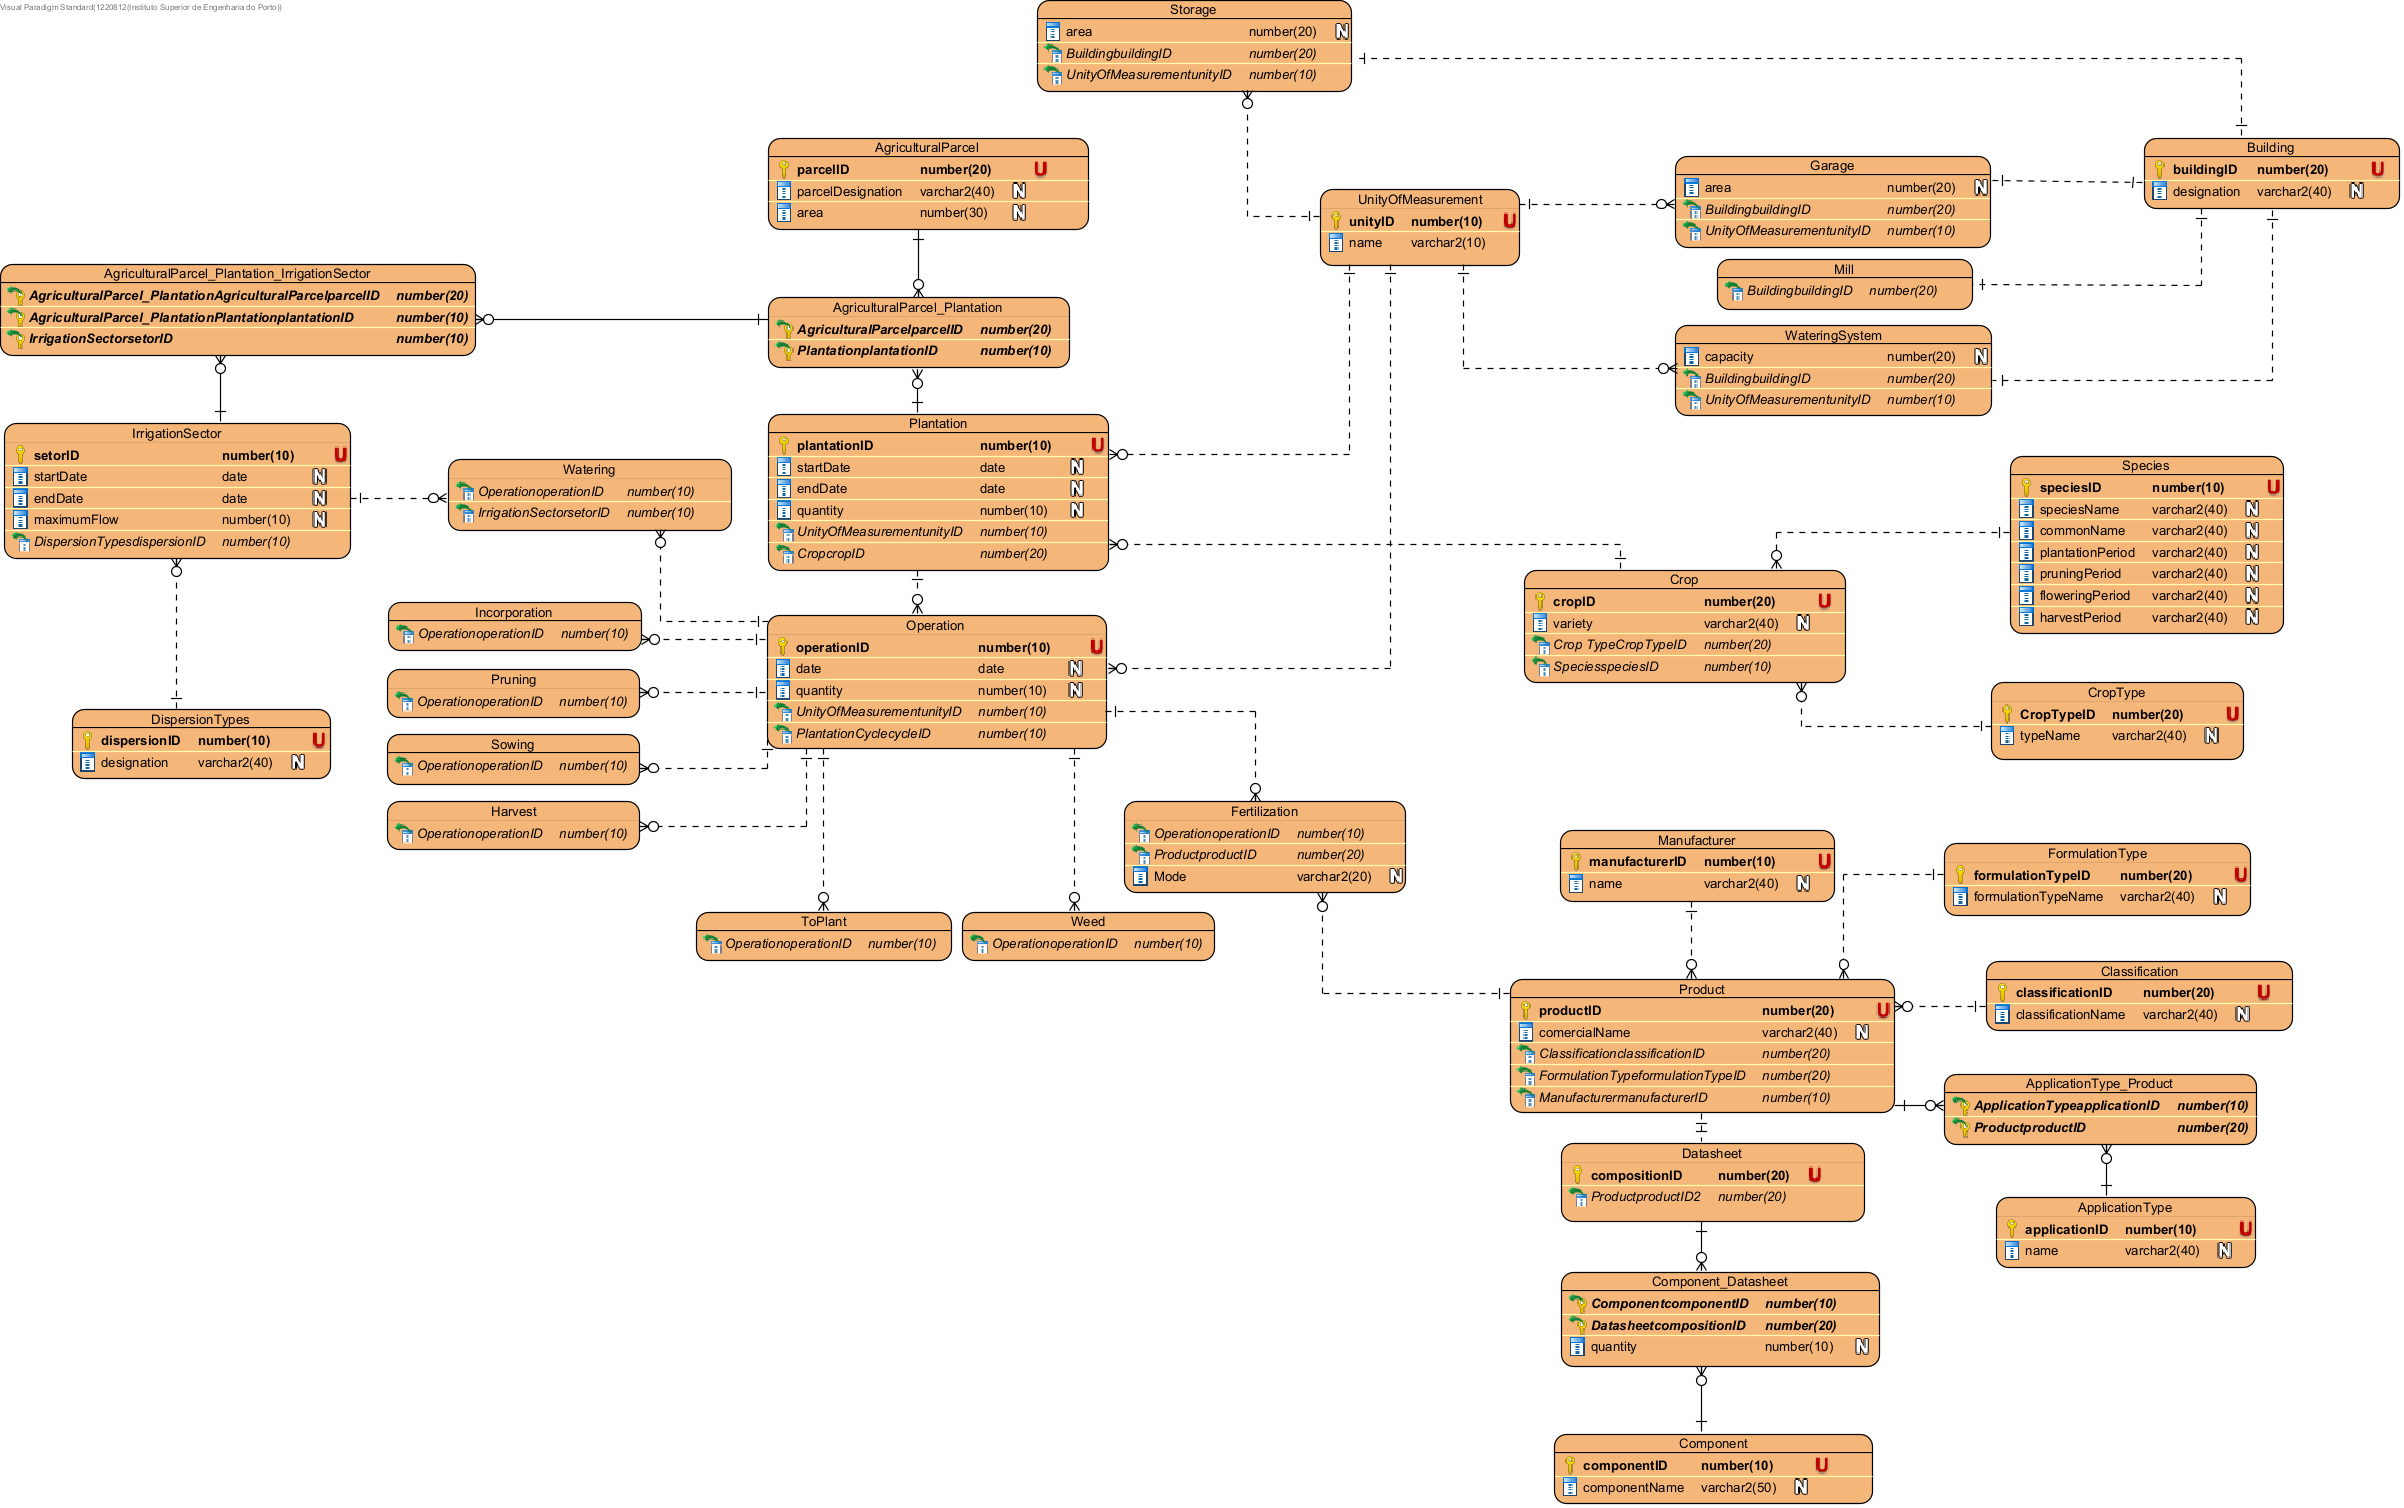 Visual Paradigm Standard(1220812(Instituto Superior de Engenharia do Porto))
Storage
area number(20) N
BuildingbuildingID number(20)
UnityOfMeasurementunityID number(10)
AgriculturalParcel
parcelID number(20) U
parcelDesignation varchar2(40) N
area number(30) N
Building
buildingID number(20) U
designation varchar2(40) N
Garage
area number(20) N
BuildingbuildingID number(20)
UnityOfMeasurementunityID number(10)
UnityOfMeasurement
unityID number(10) U
name varchar2(10)
Mill
BuildingbuildingID number(20)
AgriculturalParcel_Plantation_IrrigationSector
AgriculturalParcel_PlantationAgriculturalParcelparcelID number(20)
AgriculturalParcel_PlantationPlantationplantationID number(10)
IrrigationSectorsetorID number(10)
AgriculturalParcel_Plantation
AgriculturalParcelparcelID number(20)
PlantationplantationID number(10)
WateringSystem
capacity number(20) N
BuildingbuildingID number(20)
UnityOfMeasurementunityID number(10)
IrrigationSector
setorID number(10) U
startDate date N
endDate date N
maximumFlow number(10) N
DispersionTypesdispersionID number(10)
Watering
OperationoperationID number(10)
IrrigationSectorsetorID number(10)
Plantation
plantationID number(10) U
startDate date N
endDate date N
quantity number(10) N
UnityOfMeasurementunityID number(10)
CropcropID number(20)
Species
speciesID number(10) U
speciesName varchar2(40) N
commonName varchar2(40) N
plantationPeriod varchar2(40) N
pruningPeriod varchar2(40) N
floweringPeriod varchar2(40) N
harvestPeriod varchar2(40) N
Crop
cropID number(20) U
variety varchar2(40) N
Crop TypeCropTypeID number(20)
SpeciesspeciesID number(10)
Incorporation
OperationoperationID number(10)
Operation
operationID number(10) U
date date N
quantity number(10) N
UnityOfMeasurementunityID number(10)
PlantationCyclecycleID number(10)
Pruning
OperationoperationID number(10)
CropType
CropTypeID number(20) U
typeName varchar2(40) N
DispersionTypes
dispersionID number(10) U
designation varchar2(40) N
Sowing
OperationoperationID number(10)
Harvest
OperationoperationID number(10)
Fertilization
OperationoperationID number(10)
ProductproductID number(20)
Mode varchar2(20) N
Manufacturer
manufacturerID number(10) U
name varchar2(40) N
FormulationType
formulationTypeID number(20) U
formulationTypeName varchar2(40) N
ToPlant
OperationoperationID number(10)
Weed
OperationoperationID number(10)
Classification
classificationID number(20) U
classificationName varchar2(40) N
Product
productID number(20) U
comercialName varchar2(40) N
ClassificationclassificationID number(20)
FormulationTypeformulationTypeID number(20)
ManufacturermanufacturerID number(10)
ApplicationType_Product
ApplicationTypeapplicationID number(10)
ProductproductID number(20)
Datasheet
compositionID number(20) U
ProductproductID2 number(20)
ApplicationType
applicationID number(10) U
name varchar2(40) N
Component_Datasheet
ComponentcomponentID number(10)
DatasheetcompositionID number(20)
quantity number(10) N
Component
componentID number(10) U
componentName varchar2(50) N